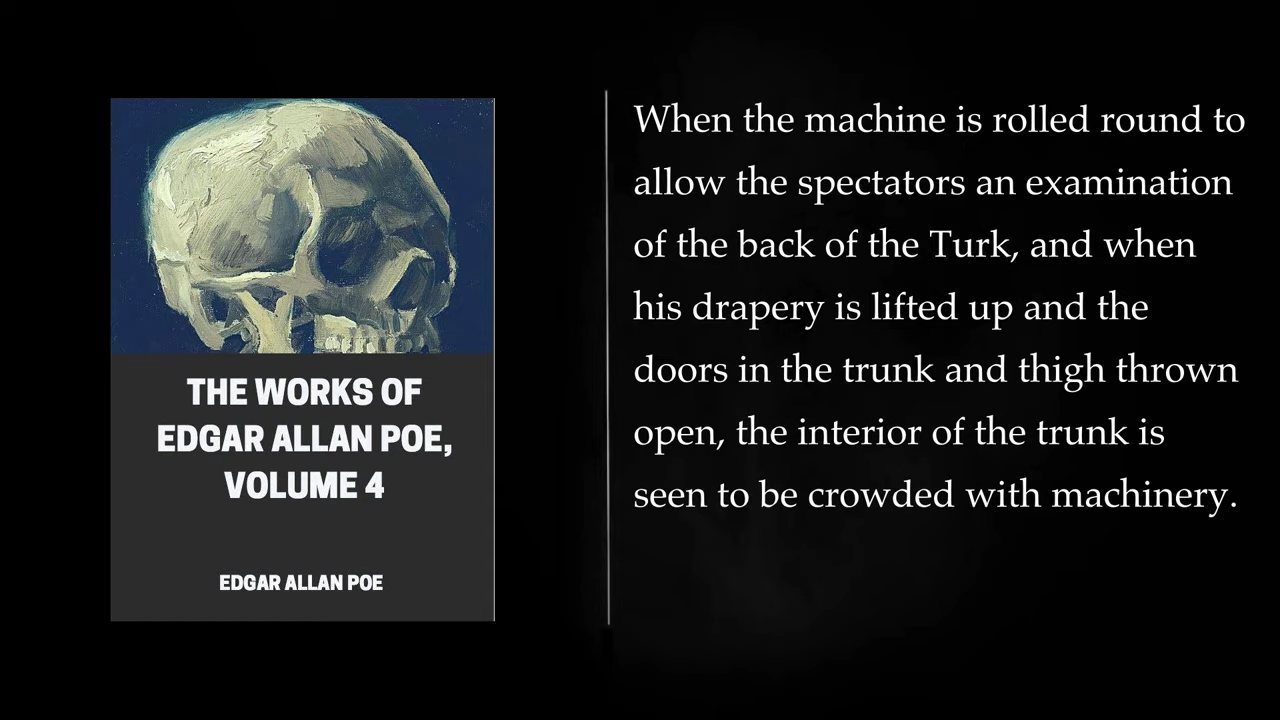 THE WORKS OF
EDGAR ALLAN POE,
VOLUME 4
EDGAR ALLAN POE
When the machine is rolled round to
allow the spectators an examination
of the back of the Turk, and when
his drapery is lifted up and the
doors in the trunk and thigh thrown
open, the interior of the trunk is
seen to be crowded with machinery.